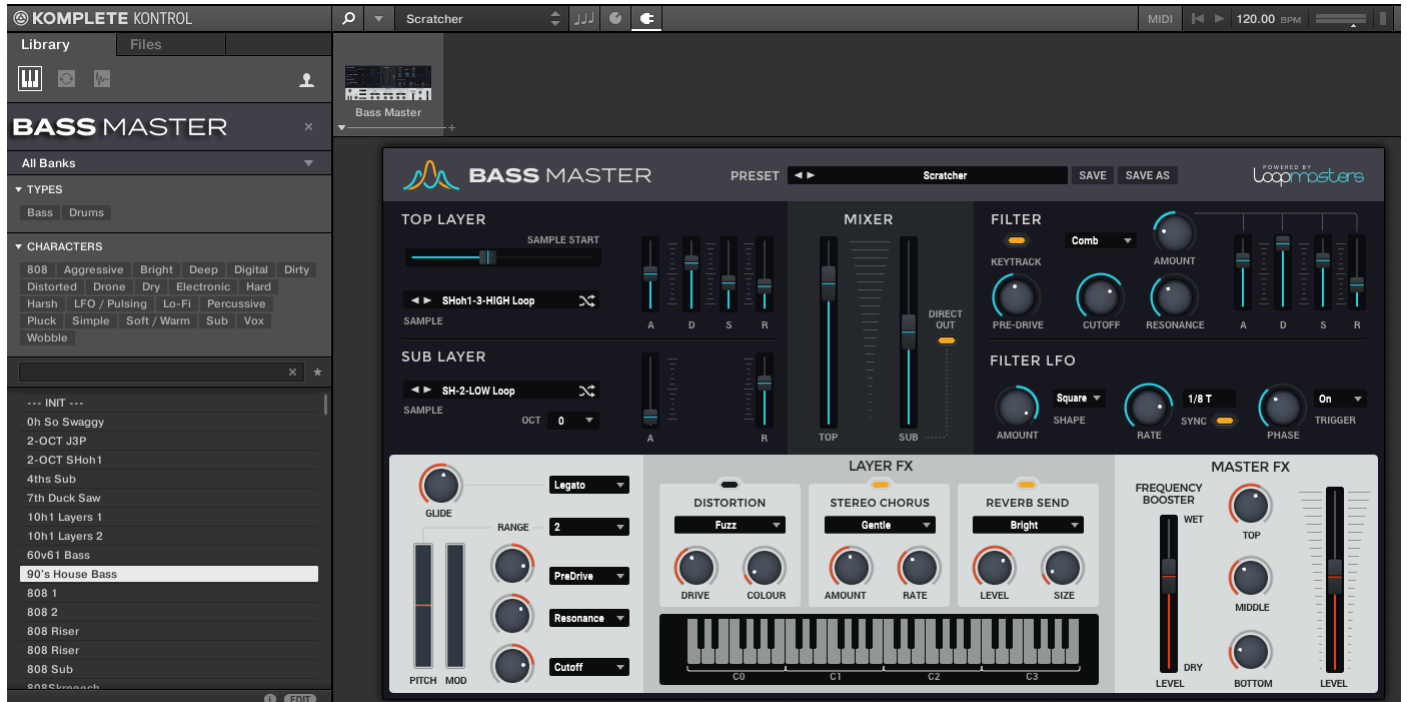 KOMPLETE KONTROL
Scratcher
MIDI
120.00 BPM
Library
Files
Bass Master
BASS MASTER
All Banks
TYPES
Bass Drums
CHARACTERS
808 Aggressive Bright Deep Digital Dirty
Distorted Drone Dry Electronic Hard
Harsh LFO / Pulsing Lo-Fi Percussive
Pluck Simple Soft / Warm Sub Vox
Wobble
--- INIT ---
0h So Swaggy
2-OCT J3P
2-OCT SHoh1
4ths Sub
7th Duck Saw
10h1 Layers 1
10h1 Layers 2
60v61 Bass
90's House Bass
808 1
808 2
808 Riser
808 Riser
808 Sub
808Skreeech
EDIT
BASS MASTER
PRESET
Scratcher
SAVE
SAVE AS
POWERED BY
Loopmasters
TOP LAYER
SAMPLE START
SHoh1-3-HIGH Loop
SAMPLE
A D S R
SUB LAYER
SH-2-LOW Loop
SAMPLE
OCT 0
A R
MIXER
DIRECT
OUT
TOP SUB
FILTER
KEYTRACK
Comb
AMOUNT
PRE-DRIVE CUTOFF RESONANCE
A D S R
FILTER LFO
AMOUNT
Square
SHAPE
RATE
1/8 T
SYNC
PHASE
On
TRIGGER
GLIDE
Legato
RANGE 2
PreDrive
Resonance
Cutoff
PITCH MOD
LAYER FX
DISTORTION
Fuzz
DRIVE COLOUR
STEREO CHORUS
Gentle
AMOUNT RATE
REVERB SEND
Bright
LEVEL SIZE
C0 C1 C2 C3
MASTER FX
FREQUENCY
BOOSTER
WET
DRY
LEVEL
TOP
MIDDLE
BOTTOM
LEVEL